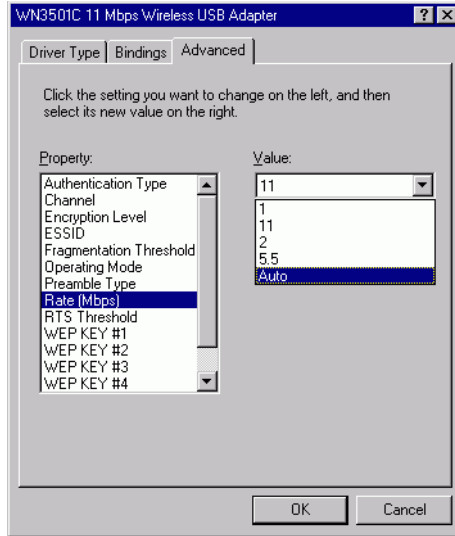 WN3501C 11 Mbps Wireless USB Adapter
Driver Type
Bindings
Advanced
Click the setting you want to change on the left, and then
select its new value on the right.
Property:
Authentication Type
Channel
Encryption Level
ESSID
Fragmentation Threshold
Operating Mode
Preamble Type
Rate (Mbps)
RTS Threshold
WEP KEY #1
WEP KEY #2
WEP KEY #3
WEP KEY #4
Value:
11
1
11
2
5.5
Auto
OK
Cancel